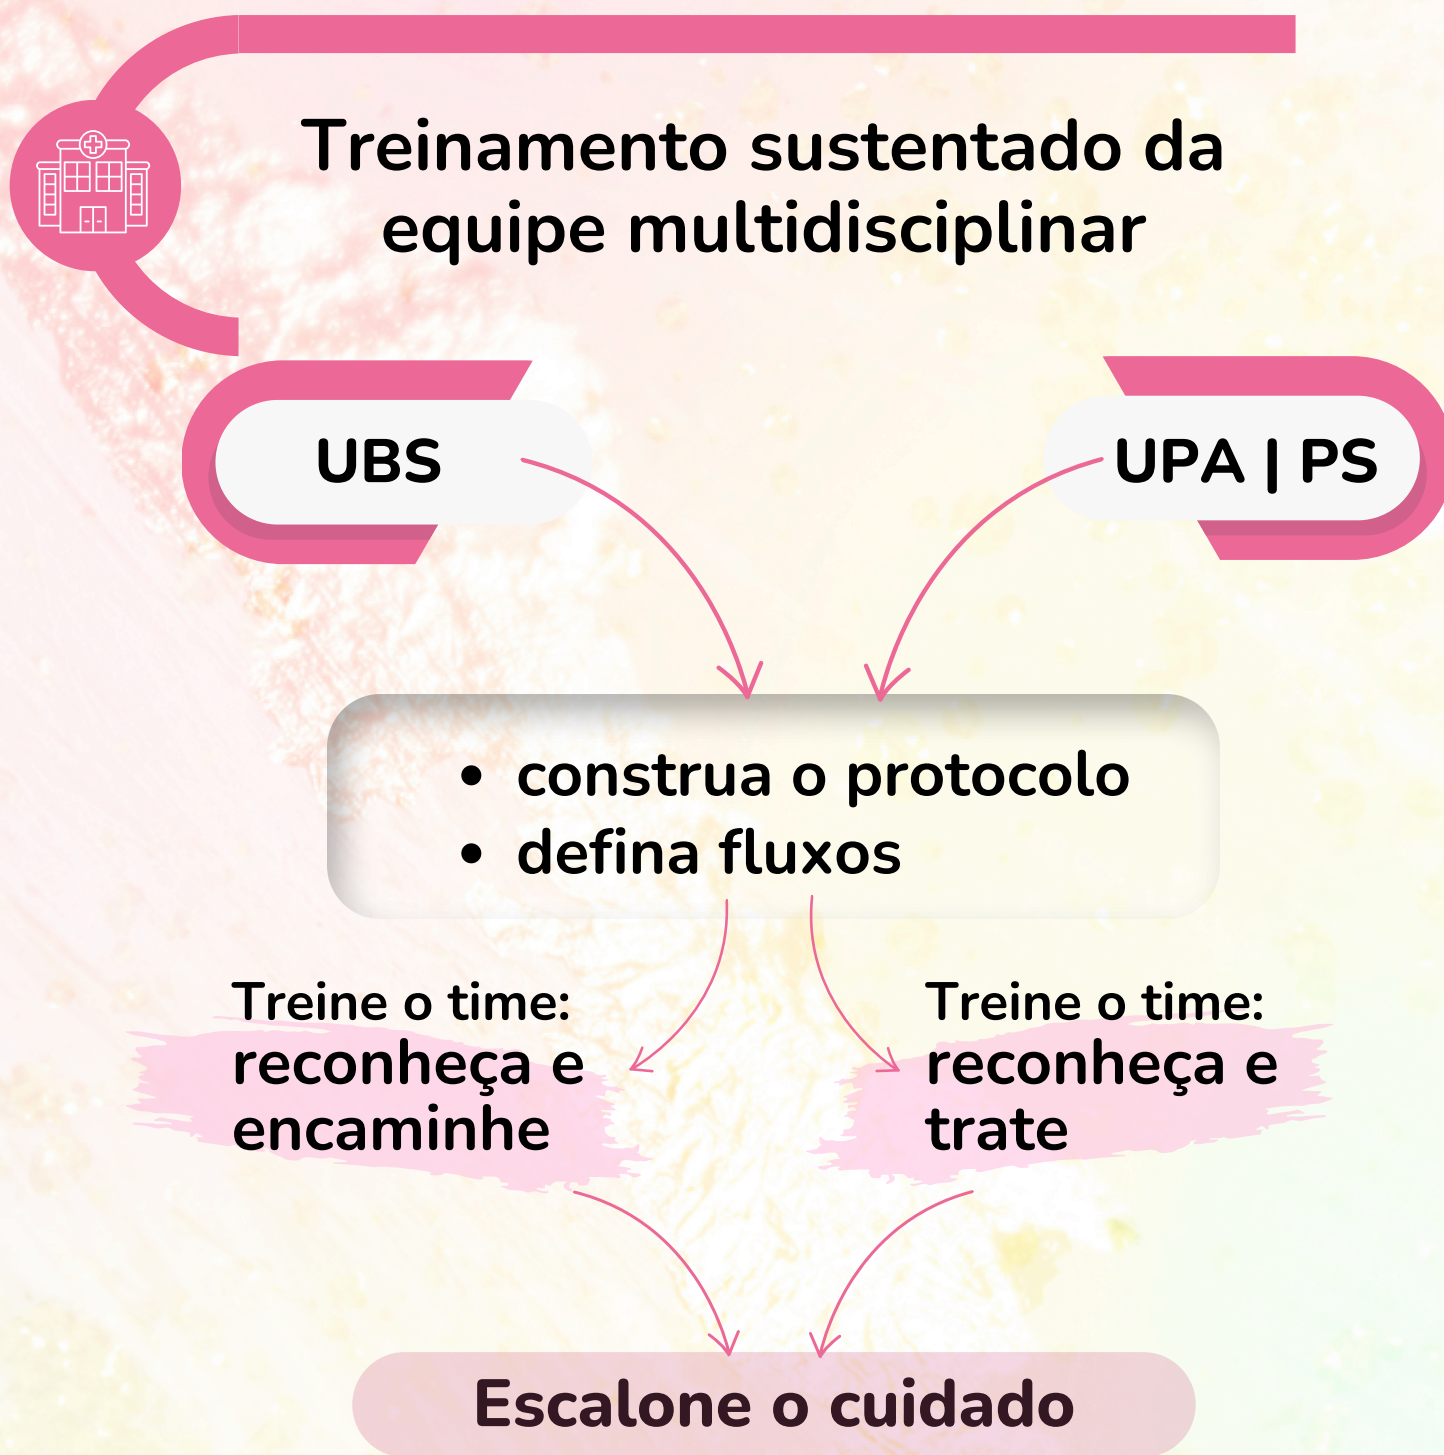 Treinamento sustentado da
equipe multidisciplinar
UBS
UPA | PS
• construa o protocolo
• defina fluxos
Treine o time:
reconheça e
encaminhe
Treine o time:
reconheça e
trate
Escalone o cuidado